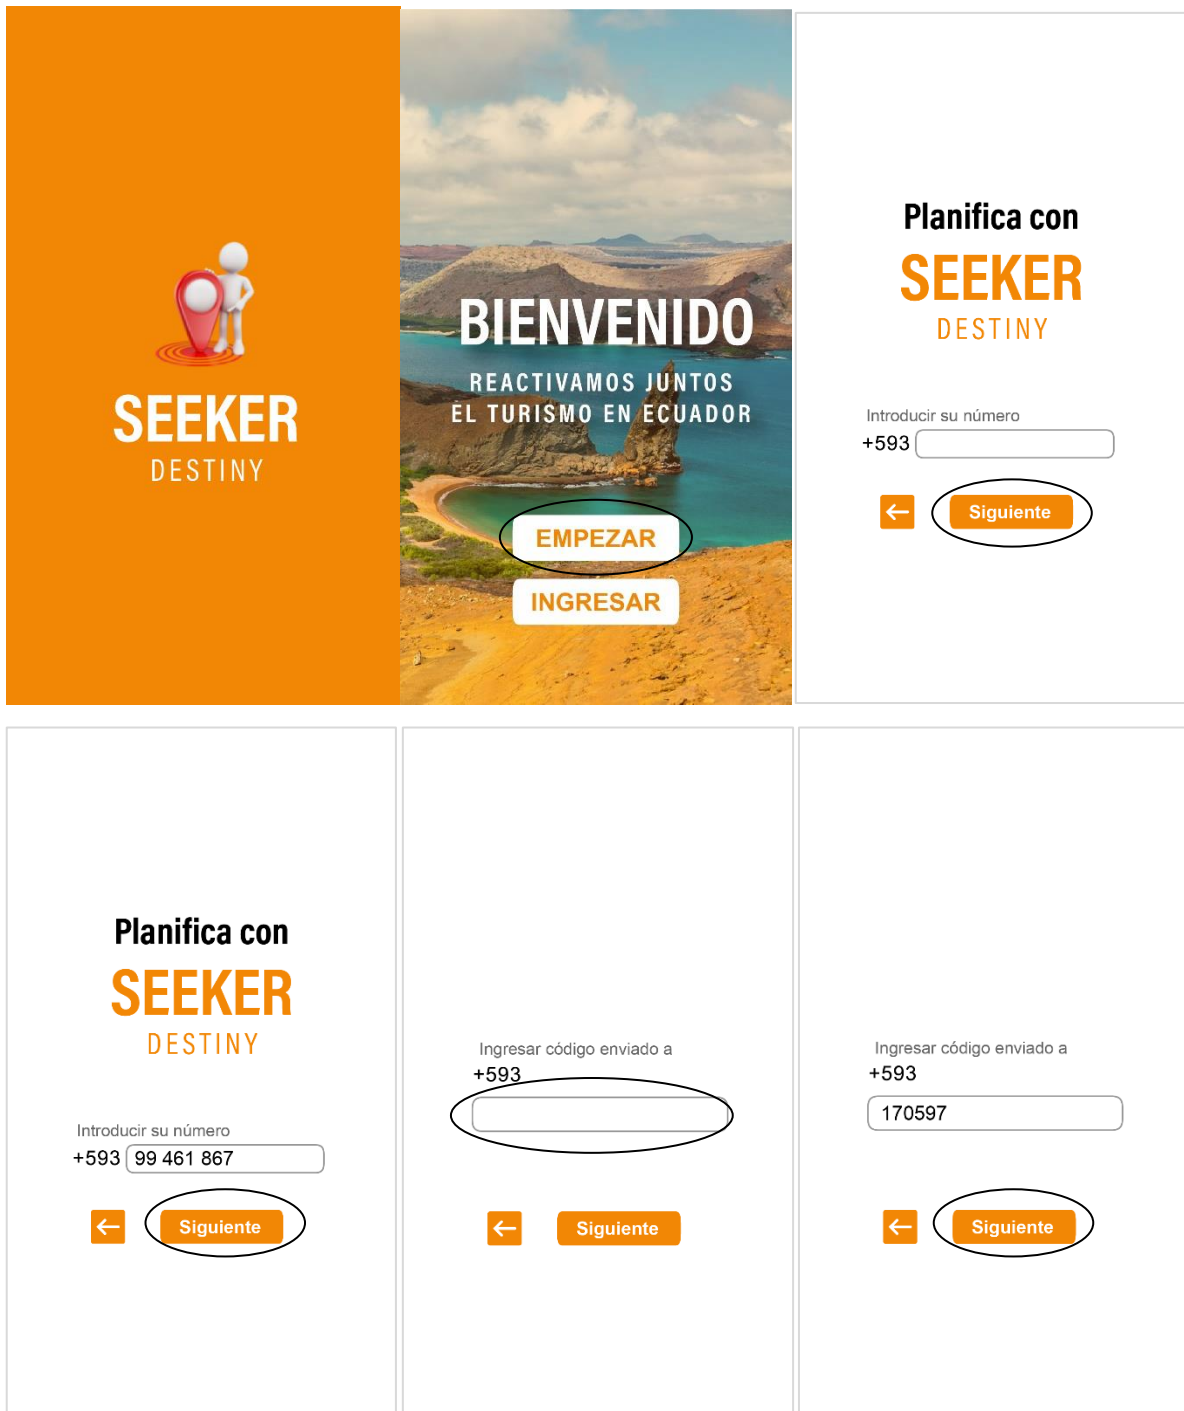 SEEKER
DESTINY
BIENVENIDO
REACTIVAMOS JUNTOS
EL TURISMO EN ECUADOR
EMPEZAR
INGRESAR
Planifica con
SEEKER
DESTINY
Introducir su número
+593
Siguiente
Planifica con
SEEKER
DESTINY
Introducir su número
+593 99 461 867
Siguiente
Ingresar código enviado a
+593
Siguiente
Ingresar código enviado a
+593
170597
Siguiente